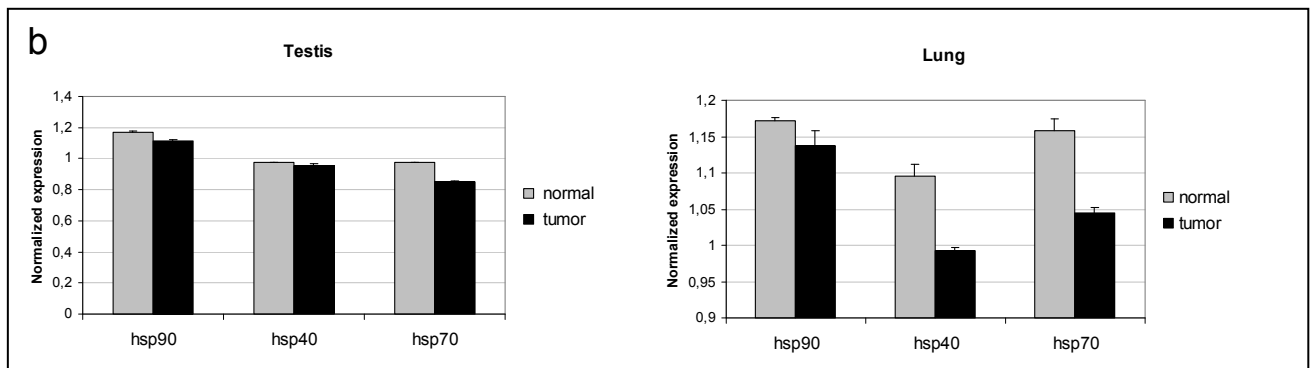 b
Testis
Normalized expression
1,4
1,2
1
0,8
0,6
0,4
0,2
0
hsp90 hsp40 hsp70
normal
tumor
Lung
Normalized expression
1,2
1,15
1,1
1,05
1
0,95
0,9
hsp90 hsp40 hsp70
normal
tumor